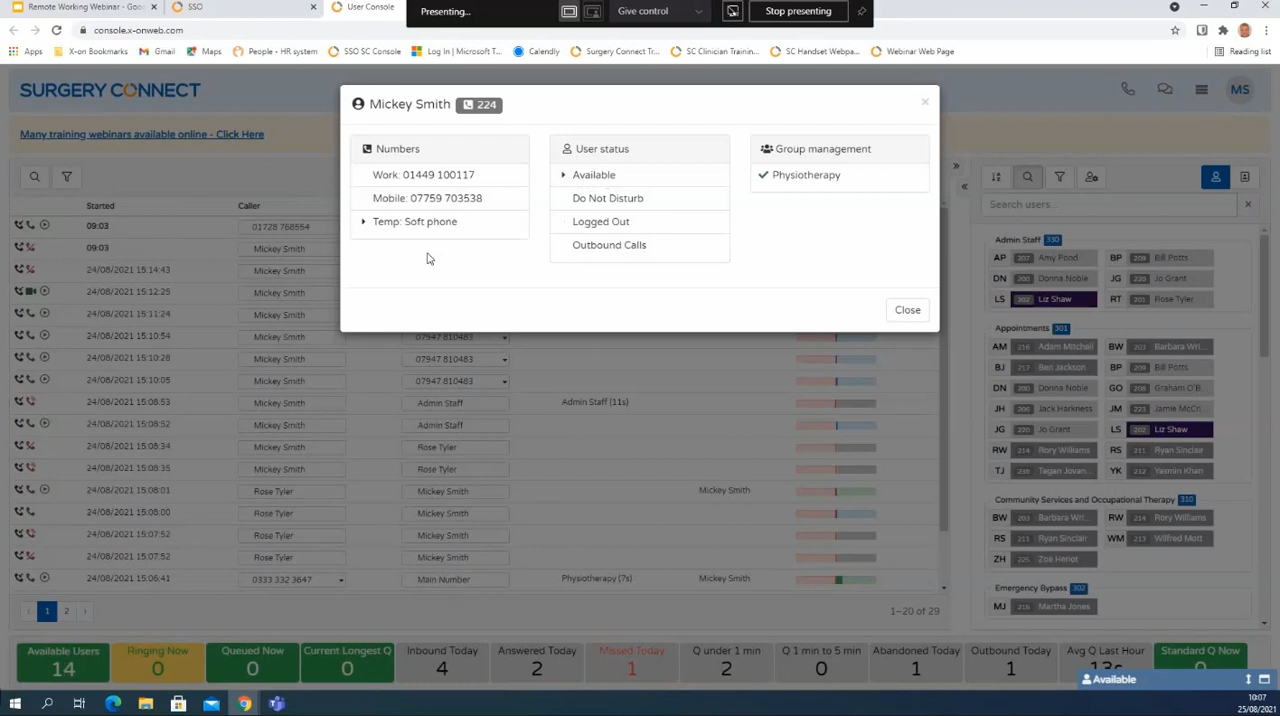 Remote Working Webinar - Goo
SSO
User Console
Presenting...
Give control
Stop presenting
console.x-onweb.com
Apps
X-on Bookmarks
Gmail
Maps
People - HR system
SSO SC Console
Log In | Microsoft T...
Calendly
Surgery Connect Tr...
SC Clinician Trainin...
SC Handset Webpa...
Webinar Web Page
Reading list
SURGERY CONNECT
MS
Many training webinars available online - Click Here
Mickey Smith 224
Numbers
Work: 01449 100117
Mobile: 07759 703538
Temp: Soft phone
User status
Available
Do Not Disturb
Logged Out
Outbound Calls
Group management
Physiotherapy
Close
Started Caller
09:03 01728 768554
09:03 Mickey Smith
24/08/2021 15:14:43 Mickey Smith
24/08/2021 15:12:25 Mickey Smith
24/08/2021 15:11:24 Mickey Smith
24/08/2021 15:10:54 Mickey Smith 07947 810483
24/08/2021 15:10:28 Mickey Smith 07947 810483
24/08/2021 15:10:05 Mickey Smith 07947 810483
24/08/2021 15:08:53 Mickey Smith Admin Staff Admin Staff (11s)
24/08/2021 15:08:52 Mickey Smith Admin Staff
24/08/2021 15:08:34 Mickey Smith Rose Tyler
24/08/2021 15:08:35 Mickey Smith Rose Tyler
24/08/2021 15:08:01 Rose Tyler Mickey Smith Mickey Smith
24/08/2021 15:08:00 Rose Tyler Mickey Smith
24/08/2021 15:07:52 Rose Tyler Mickey Smith
24/08/2021 15:07:52 Rose Tyler Mickey Smith
24/08/2021 15:06:41 0333 332 3647 Main Number Physiotherapy (7s) Mickey Smith
1 2
1–20 of 29
Search users...
Admin Staff 330
AP 207 Amy Pond BP 209 Bill Potts
DN Donna Noble JG 220 Jo Grant
LS 202 Liz Shaw RT 201 Rose Tyler
Appointments 301
AM 216 Adam Mitchell BW 203 Barbara Wri...
BJ 217 Ben Jackson BP 209 Bill Potts
DN Donna Noble GO 208 Graham O'B...
JH Jack Harkness JM Jamie McCri...
JG 220 Jo Grant LS 202 Liz Shaw
RW 214 Rory Williams RS 211 Ryan Sinclair
TJ Tegan Jovan... YK 212 Yasmin Khan
Community Services and Occupational Therapy 310
BW 203 Barbara Wri... RW 214 Rory Williams
RS 211 Ryan Sinclair WM 213 Wilfred Mott
ZH 225 Zoe Heriot
Emergency Bypass 302
MJ 215 Martha Jones
Available Users 14
Ringing Now 0
Queued Now 0
Current Longest Q 0
Inbound Today 4
Answered Today 2
Missed Today 1
Q under 1 min 2
Q 1 min to 5 min 0
Abandoned Today 1
Outbound Today 1
Avg Q Last Hour 13s
Standard Q Now
Available
10:07
25/08/2021